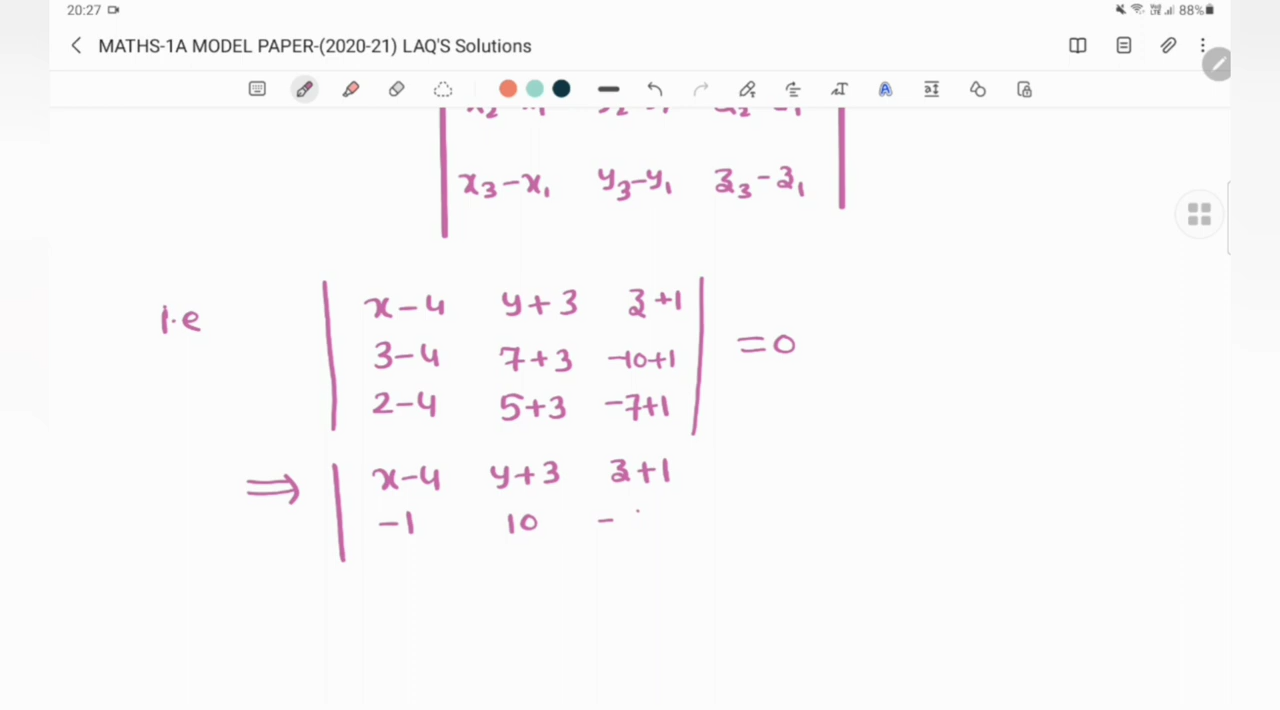 20:27 88%
MATHS-1A MODEL PAPER-(2020-21) LAQ'S Solutions
x₃-x₁ y₃-y₁ z₃-z₁
i.e
x-4 y+3 z+1
3-4 7+3 -10+1 =0
2-4 5+3 -7+1
⇒ x-4 y+3 z+1
-1 10 -